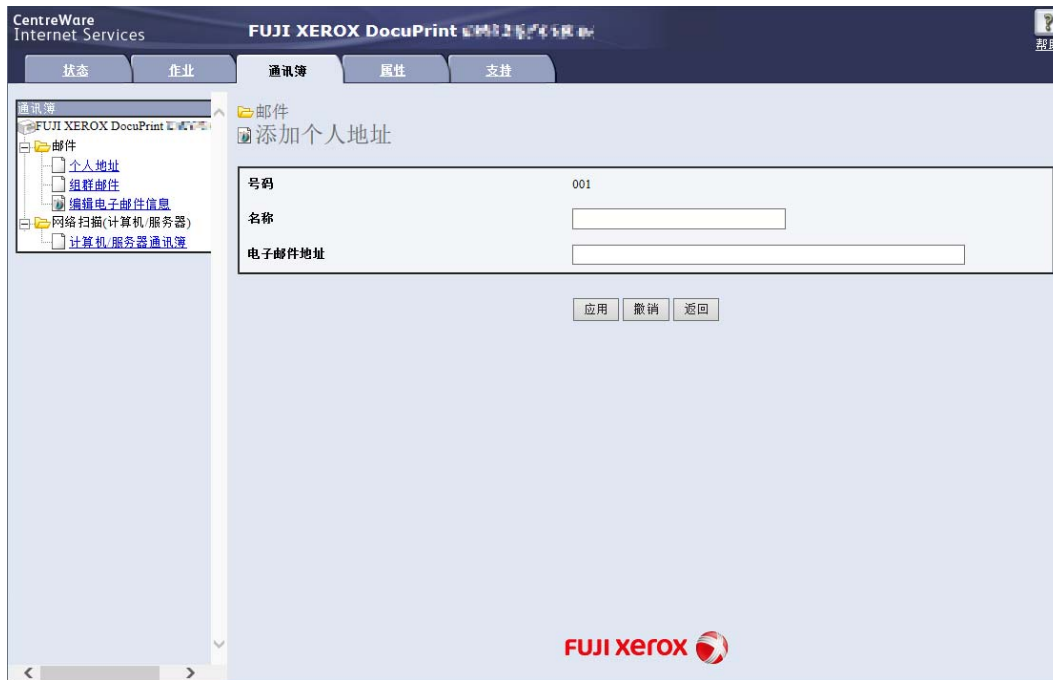 CentreWare
Internet Services
FUJI XEROX DocuPrint
帮助
状态
作业
通讯簿
属性
支持
通讯簿
FUJI XEROX DocuPrint
邮件
个人地址
组群邮件
编辑电子邮件信息
网络扫描(计算机/服务器)
计算机/服务器通讯簿
邮件
添加个人地址
号码 001
名称
电子邮件地址
应用 撤销 返回
FUJI xerox